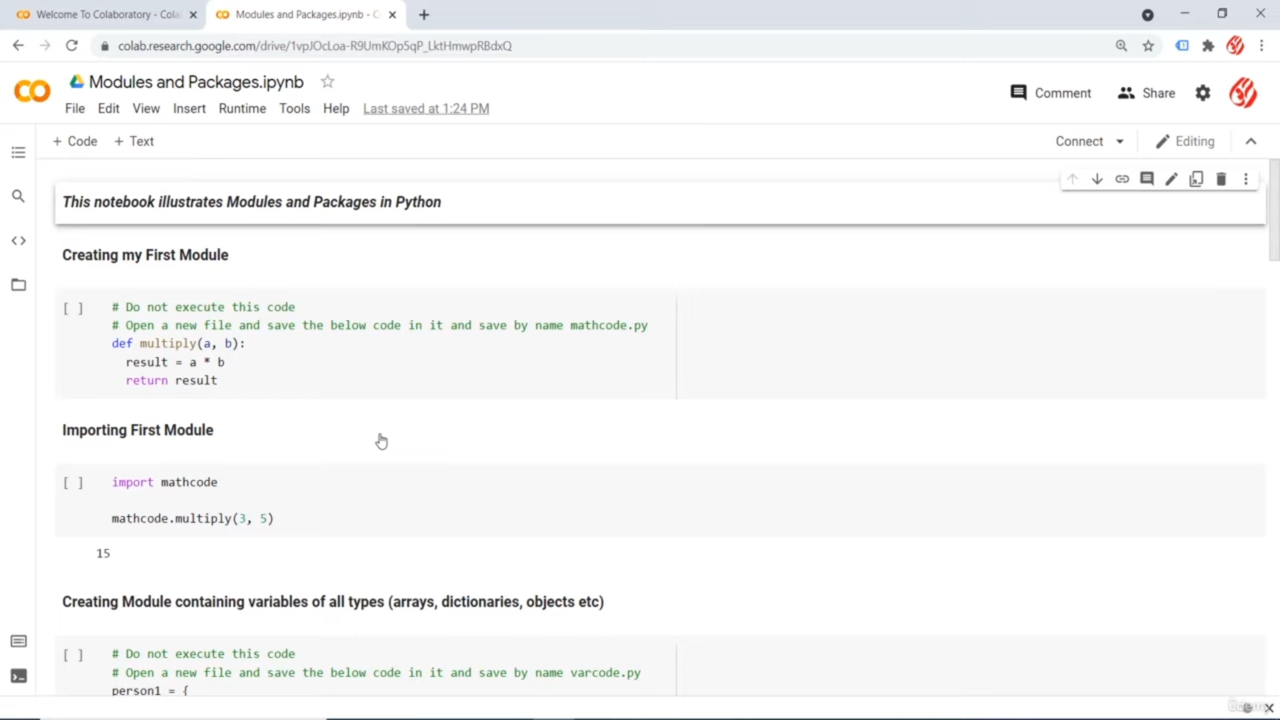 Welcome To Colaboratory - Cola
Modules and Packages.ipynb - C
colab.research.google.com/drive/1vpJOcLoa-R9UmKOp5qP_LktHmwpRBdxQ
Modules and Packages.ipynb
File Edit View Insert Runtime Tools Help Last saved at 1:24 PM
Comment Share
+ Code + Text
Connect Editing
This notebook illustrates Modules and Packages in Python
Creating my First Module
[ ] # Do not execute this code
# Open a new file and save the below code in it and save by name mathcode.py
def multiply(a, b):
result = a * b
return result
Importing First Module
[ ] import mathcode
mathcode.multiply(3, 5)
15
Creating Module containing variables of all types (arrays, dictionaries, objects etc)
[ ] # Do not execute this code
# Open a new file and save the below code in it and save by name varcode.py
person1 = {